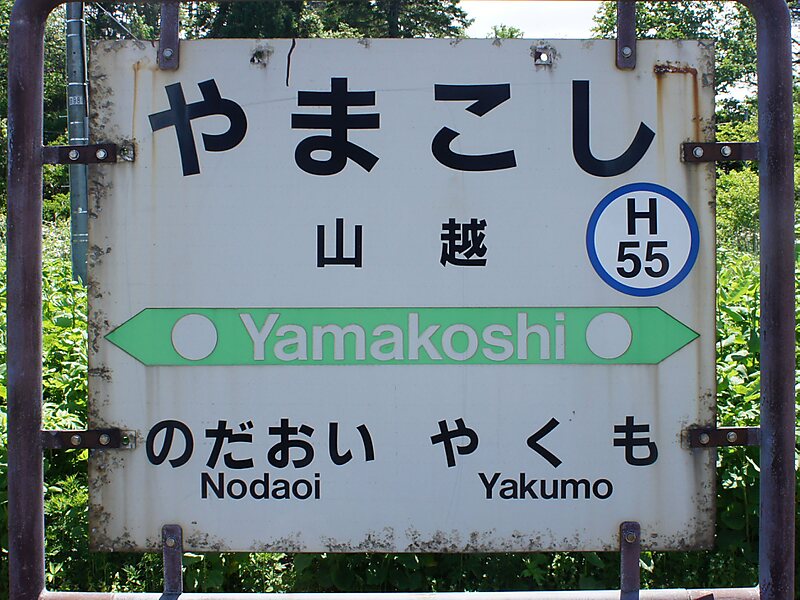 やまこし
山越
H
55
Yamakoshi
のだおい やくも
Nodaoi Yakumo